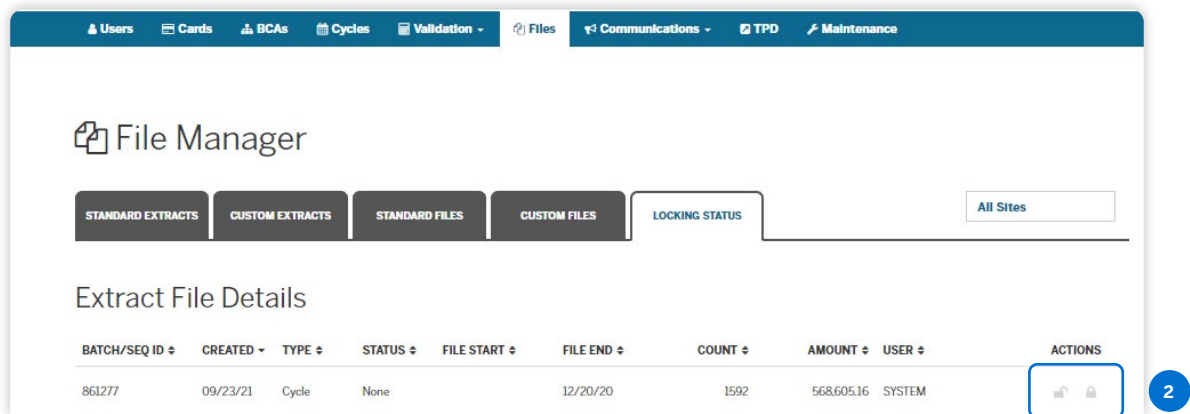 Users Cards BCAs Cycles Validation Files Communications TPD Maintenance
File Manager
STANDARD EXTRACTS CUSTOM EXTRACTS STANDARD FILES CUSTOM FILES LOCKING STATUS All Sites
Extract File Details
BATCH/SEQ ID CREATED TYPE STATUS FILE START FILE END COUNT AMOUNT USER ACTIONS
861277 09/23/21 Cycle None 12/20/20 1592 568,605.16 SYSTEM 2